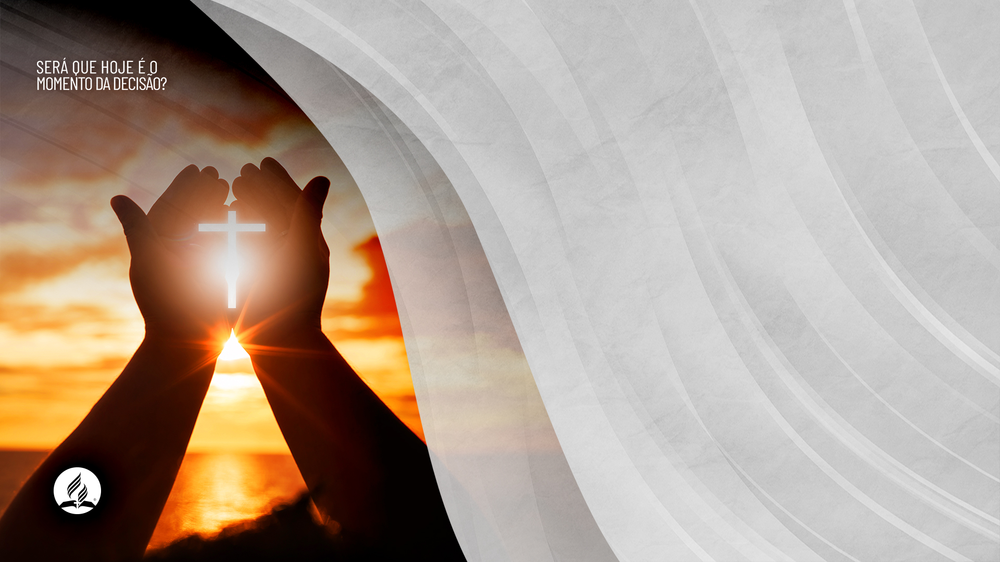 SERÁ QUE HOJE É O
MOMENTO DA DECISÃO?